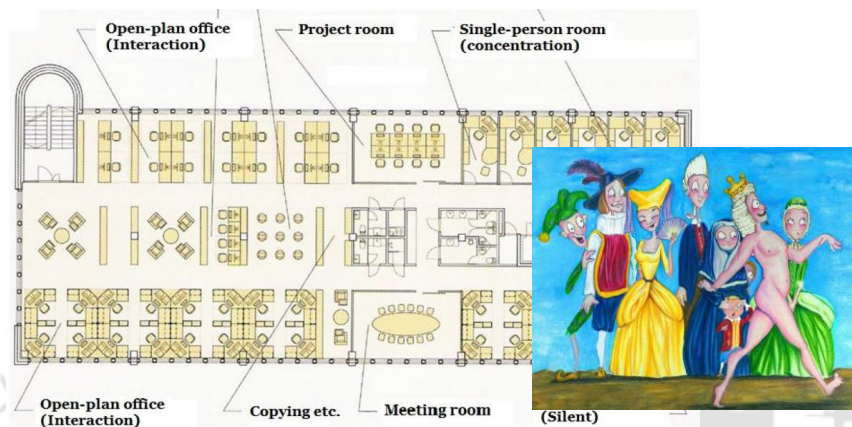 Open-plan office
(Interaction)
Project room
Single-person room
(concentration)
Open-plan office
(Interaction)
Copying etc.
Meeting room
(Silent)